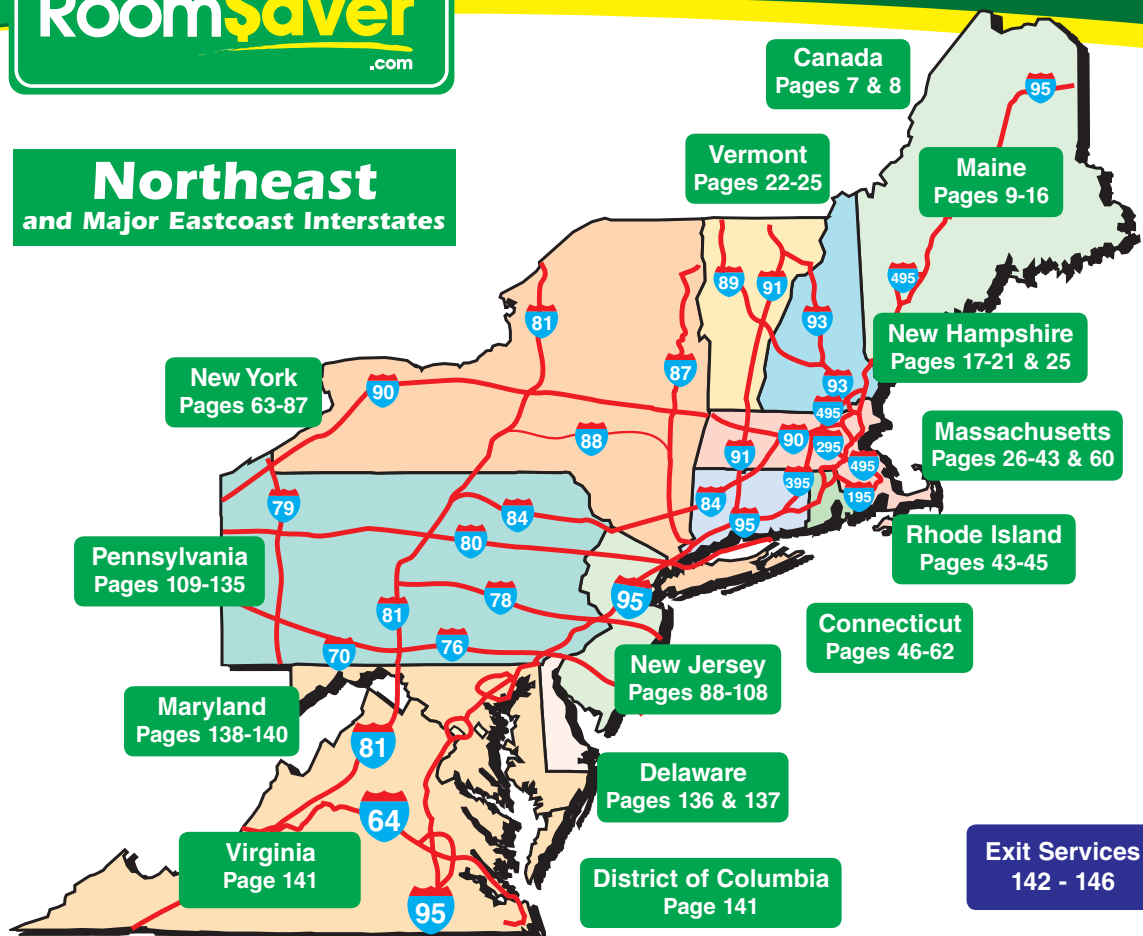 RoomSaver
.com
Northeast
and Major Eastcoast Interstates
Canada
Pages 7 & 8
95
Vermont
Pages 22-25
Maine
Pages 9-16
89
91
495
81
93
New Hampshire
Pages 17-21 & 25
87
New York
Pages 63-87
90
93
495
88
90
295
91
Massachusetts
Pages 26-43 & 60
495
395
195
79
84
84
95
80
Rhode Island
Pages 43-45
Pennsylvania
Pages 109-135
78
95
81
Connecticut
Pages 46-62
70
76
New Jersey
Pages 88-108
Maryland
Pages 138-140
81
Delaware
Pages 136 & 137
64
Virginia
Page 141
Exit Services
142 - 146
District of Columbia
Page 141
95